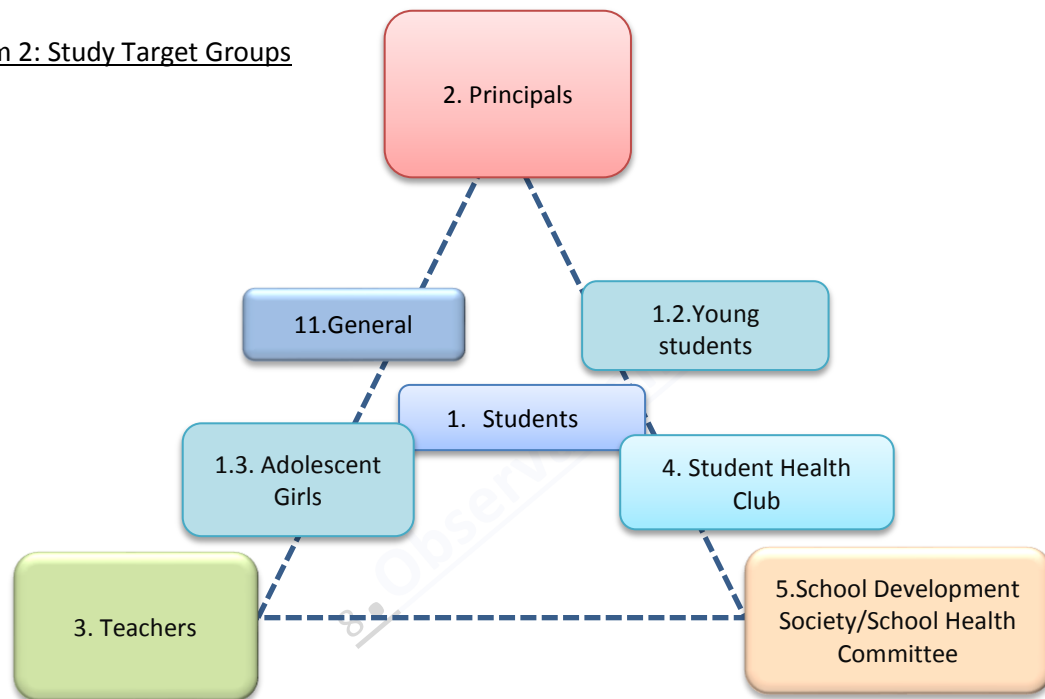 m 2: Study Target Groups
2. Principals
11.General
1.2.Young
students
1. Students
1.3. Adolescent
Girls
4. Student Health
Club
3. Teachers
5.School Development
Society/School Health
Committee
8.